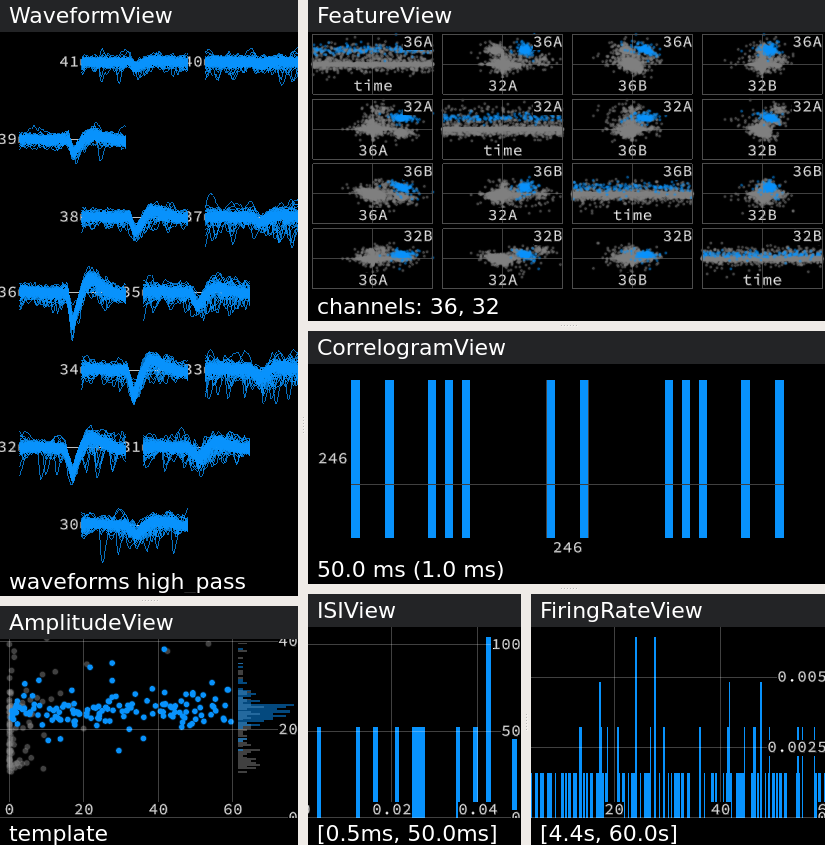 WaveformView
41 40
39
38 37
36 35
34 33
32 31
30
waveforms high_pass
FeatureView
36A 36A 36A 36A
time 32A 36B 32B
32A 32A 32A 32A
36A time 36B 32B
36B 36B 36B 36B
36A 32A time 32B
32B 32B 32B 32B
36A 32A 36B time
channels: 36, 32
CorrelogramView
246
246
50.0 ms (1.0 ms)
AmplitudeView
40
20
0
0 20 40 60
template
ISIView
100
50
0.02 0.04
0
[0.5ms, 50.0ms]
FiringRateView
0.005
0.0025
20 40
[4.4s, 60.0s]